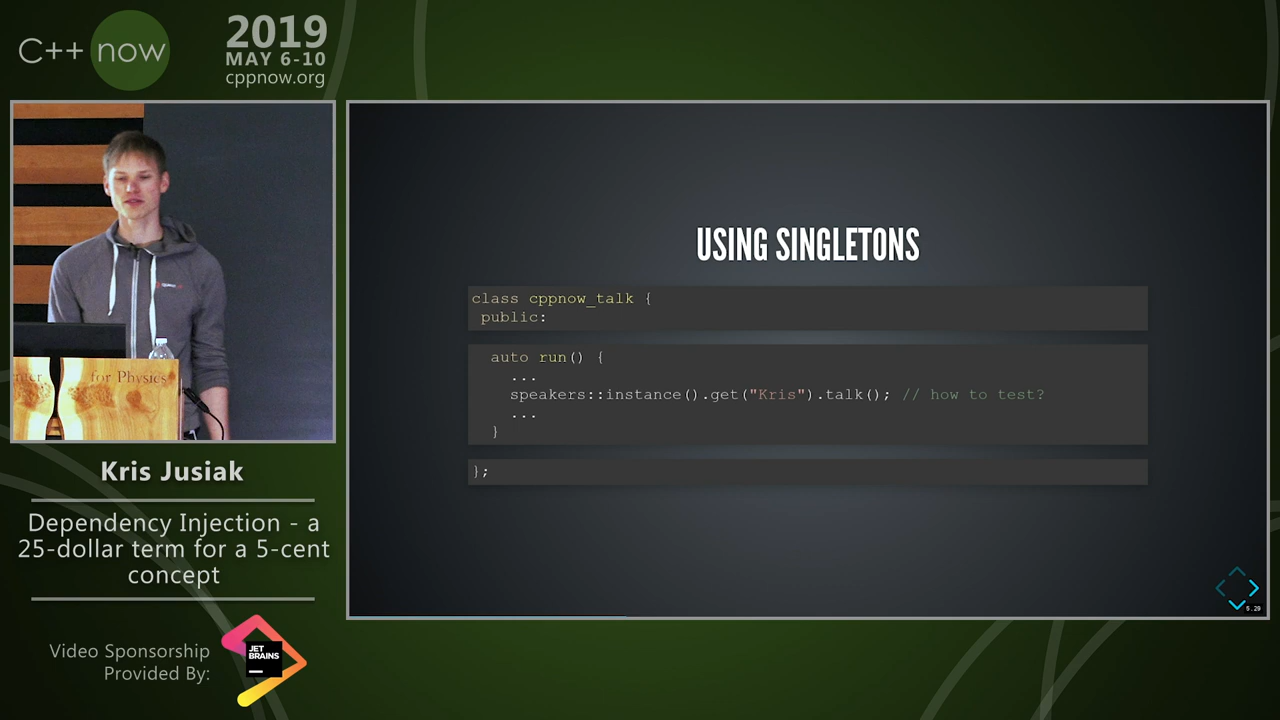 C++ now
2019
MAY 6-10
cppnow.org
USING SINGLETONS
class cppnow_talk {
public:
auto run() {
...
speakers::instance().get("Kris").talk(); // how to test?
...
}
};
5.29
for Physics
Kris Jusiak
Dependency Injection - a
25-dollar term for a 5-cent
concept
Video Sponsorship
Provided By:
JET
BRAINS